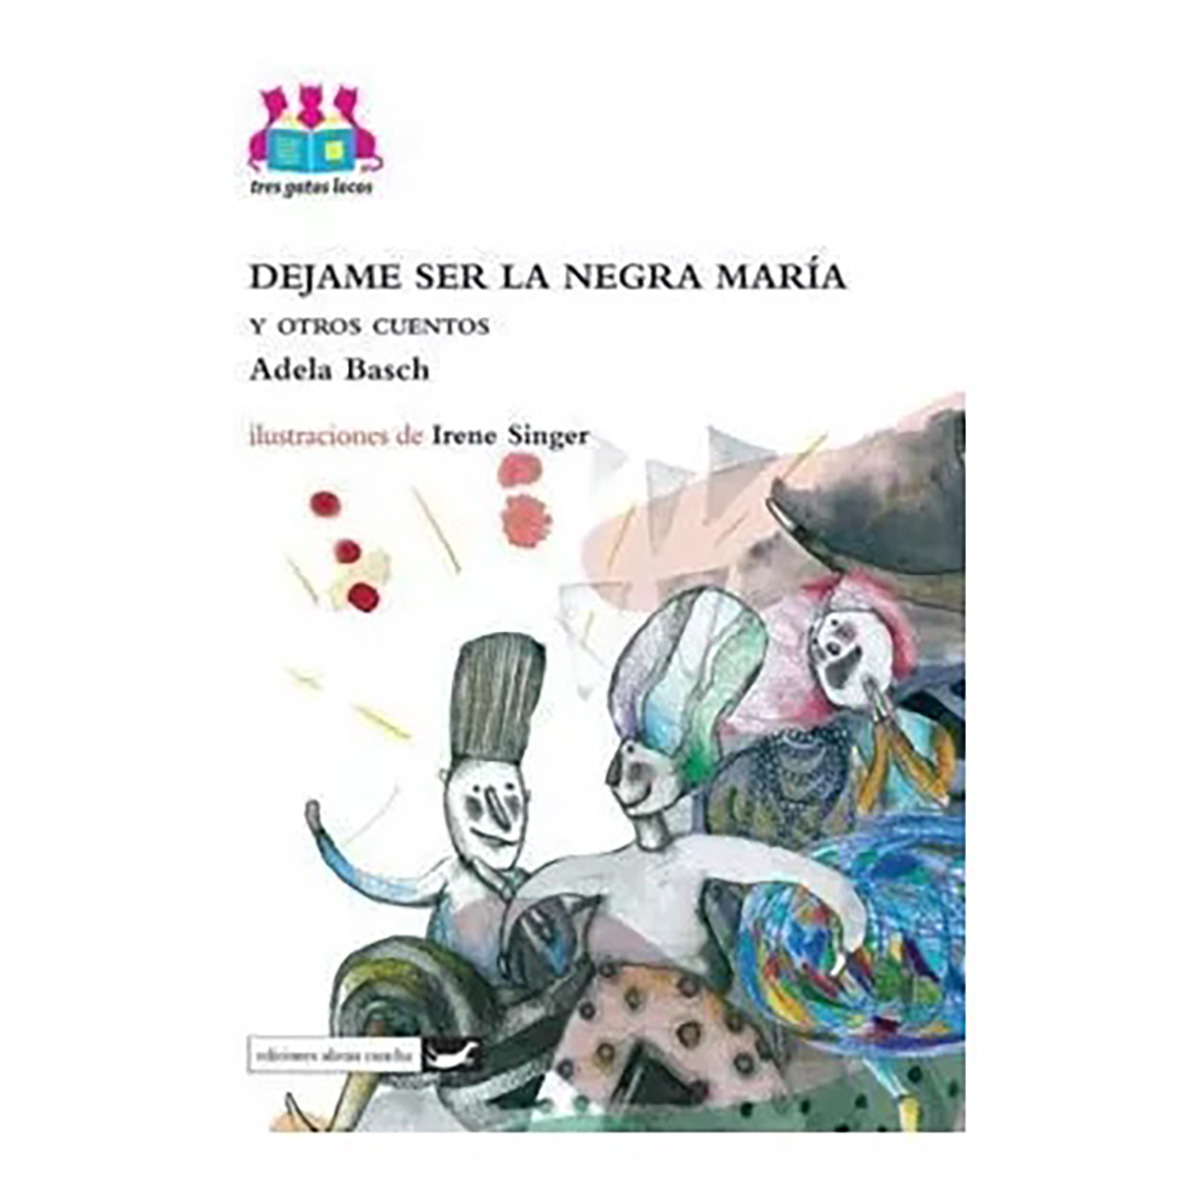 tres gatos locos
DEJAME SER LA NEGRA MARÍA
Y OTROS CUENTOS
Adela Basch
ilustraciones de Irene Singer
ediciones abran cancha